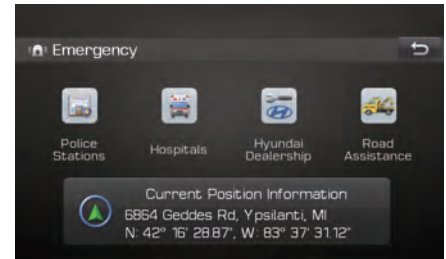 Emergency
Police
Stations
Hospitals
Hyundai
Dealership
Road
Assistance
Current Position Information
6864 Geddes Rd, Ypsilanti, MI
N: 42° 16' 28.87", W: 83° 37' 31.12"